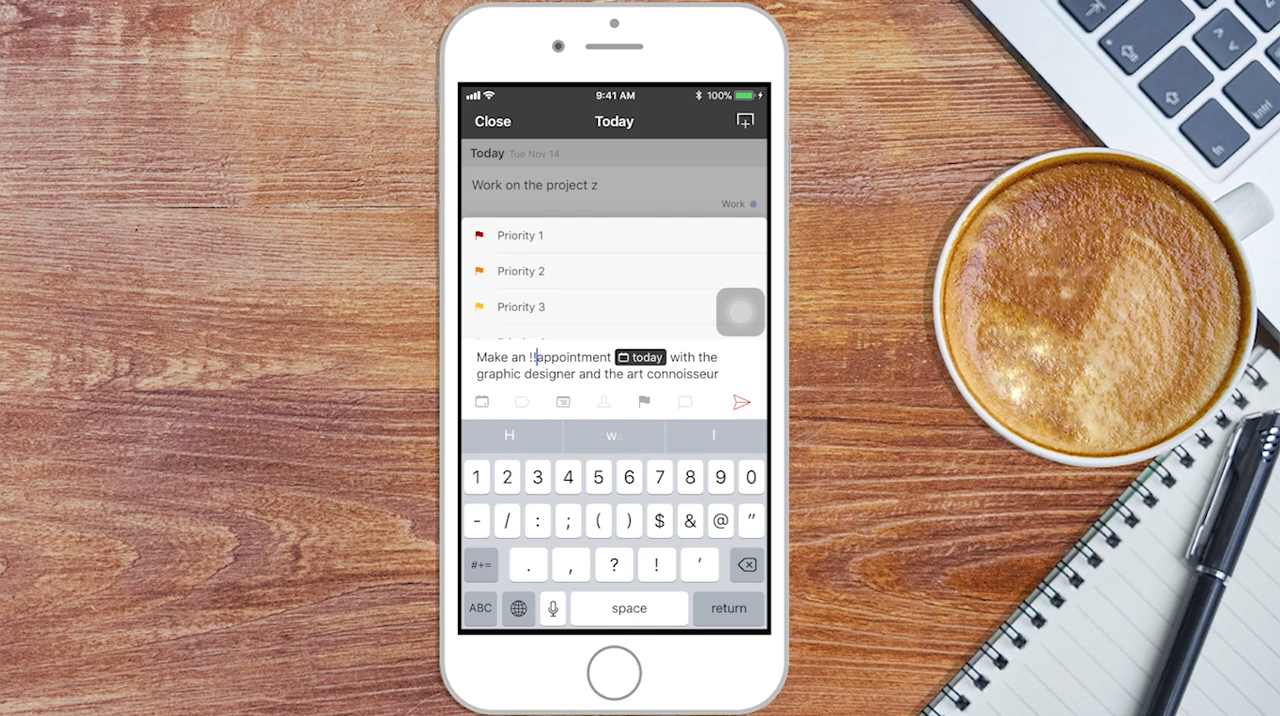 9:41 AM
100%
Close
Today
Today Tue Nov 14
Work on the project z
Work
Priority 1
Priority 2
Priority 3
Make an !!appointment today with the
graphic designer and the art connoisseur
H
I
1 2 3 4 5 6 7 8 9 0
- / : ; ( ) $ & @ "
#+= . , ? ! '
ABC space return
fn